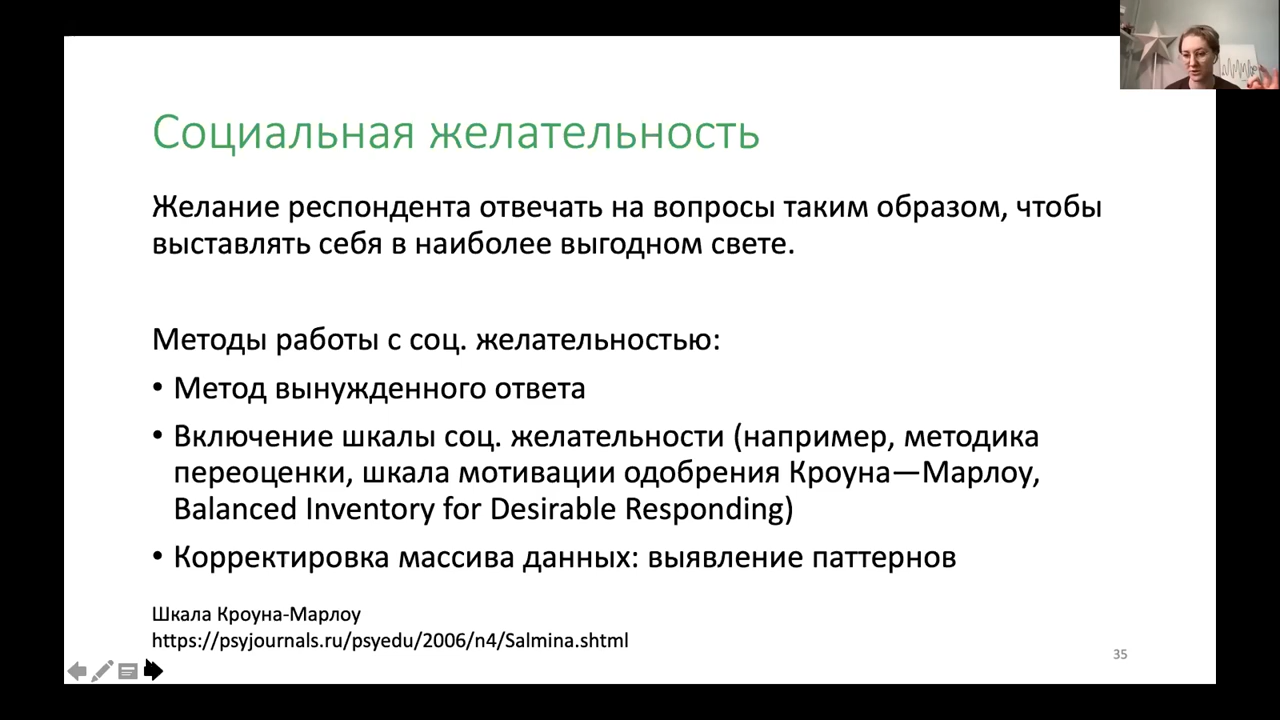 Социальная желательность
Желание респондента отвечать на вопросы таким образом, чтобы
выставлять себя в наиболее выгодном свете.
Методы работы с соц. желательностью:
• Метод вынужденного ответа
• Включение шкалы соц. желательности (например, методика
переоценки, шкала мотивации одобрения Кроуна—Марлоу,
Balanced Inventory for Desirable Responding)
• Корректировка массива данных: выявление паттернов
Шкала Кроуна-Марлоу
https://psyjournals.ru/psyedu/2006/n4/Salmina.shtml
35